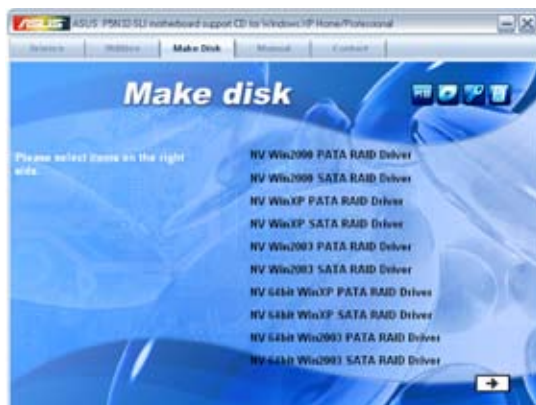 ASUS P5N32-SLI motherboard support CD for Windows XP Home/Professional
Drivers Utilities Make Disk Manual Contact
Make disk
Please select items on the right side.
NV Win2000 PATA RAID Driver
NV Win2000 SATA RAID Driver
NV WinXP PATA RAID Driver
NV WinXP SATA RAID Driver
NV Win2003 PATA RAID Driver
NV Win2003 SATA RAID Driver
NV 64bit WinXP PATA RAID Driver
NV 64bit WinXP SATA RAID Driver
NV 64bit Win2003 PATA RAID Driver
NV 64bit Win2003 SATA RAID Driver